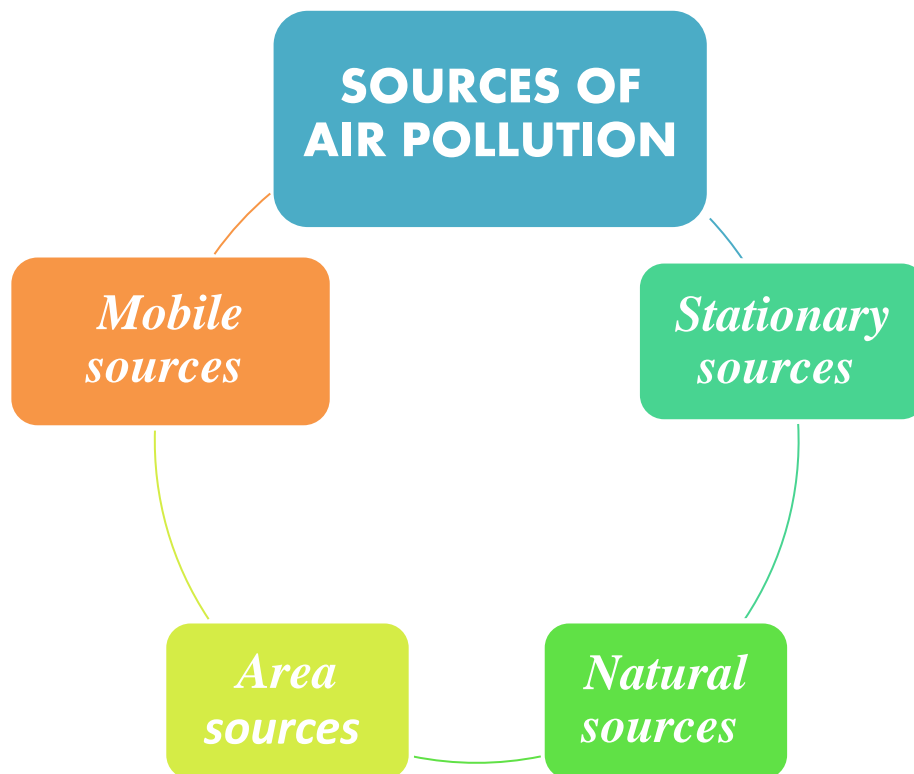 SOURCES OF
AIR POLLUTION
Mobile
sources
Stationary
sources
Area
sources
Natural
sources